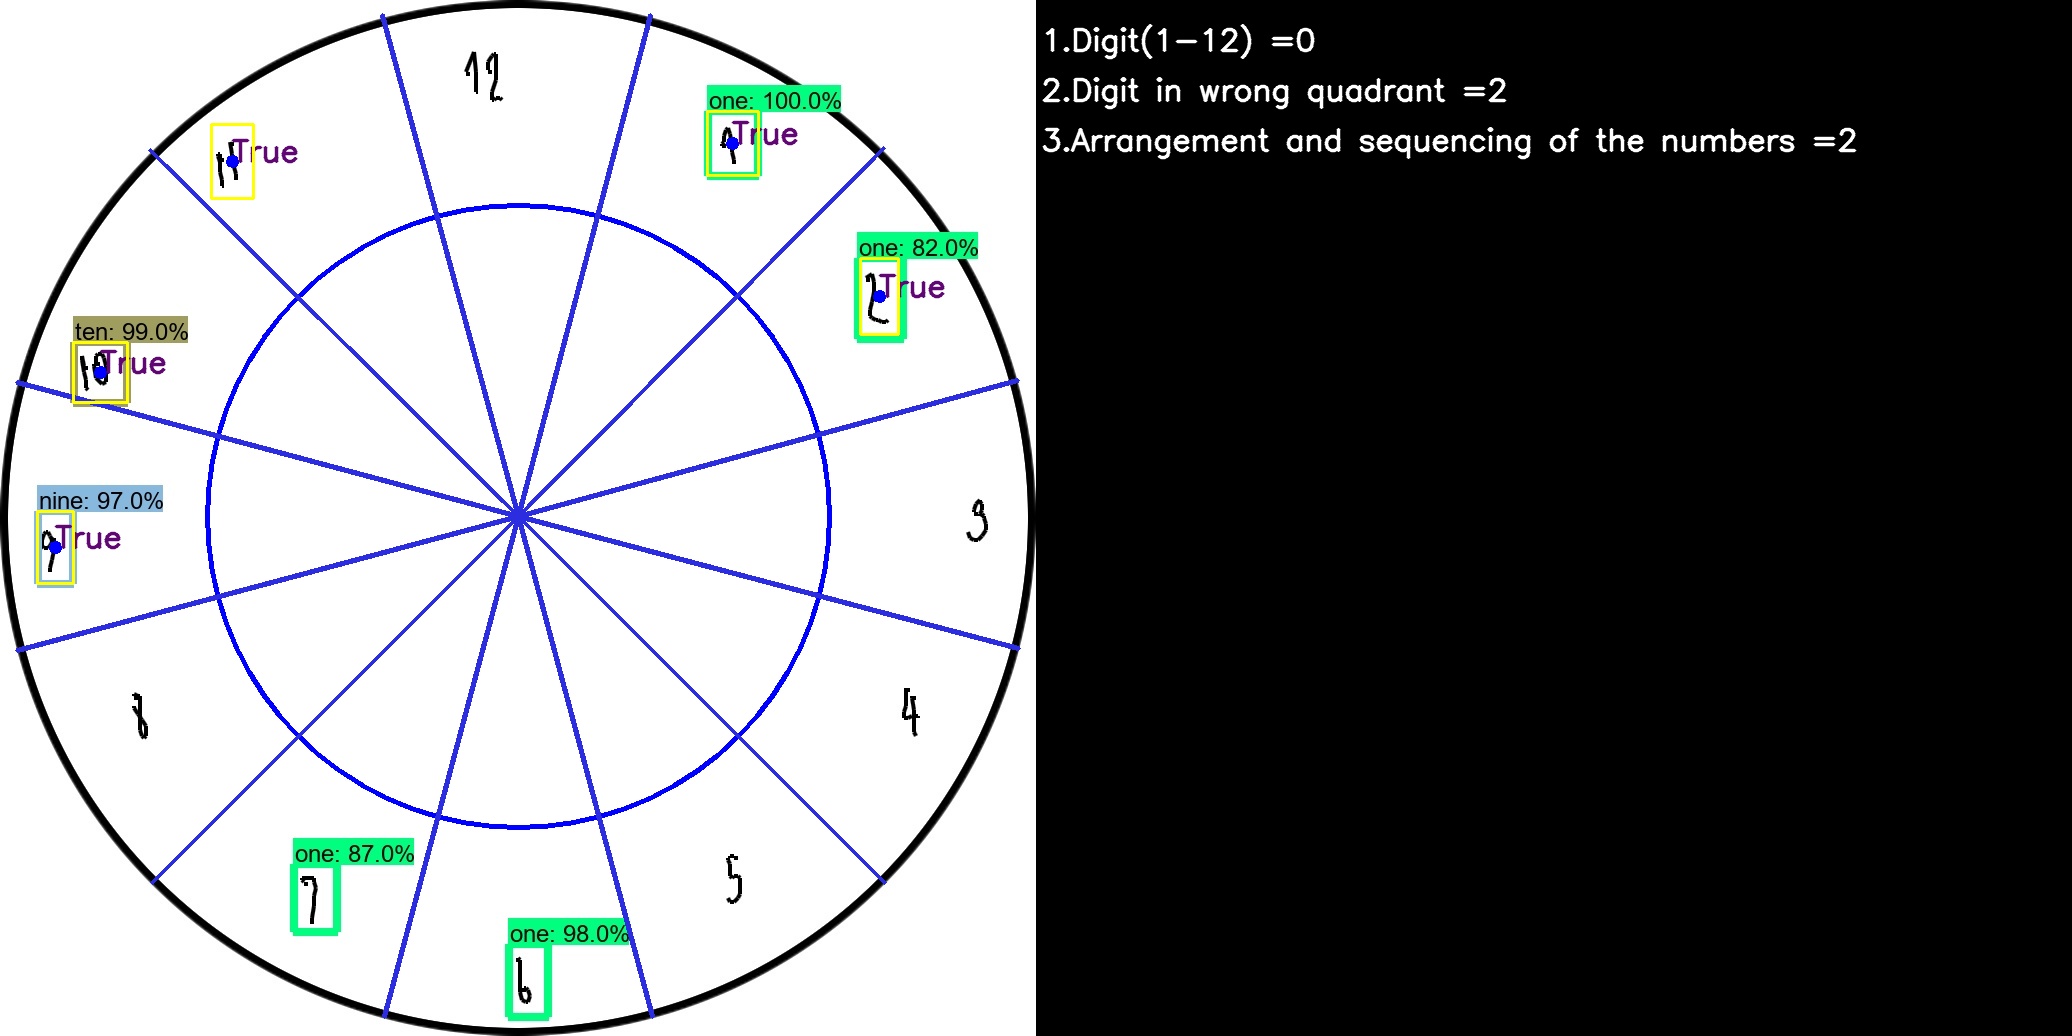 12
one: 100.0%
True
True
one: 82.0%
2
True
ten: 99.0%
10
True
3
nine: 97.0%
9
True
8
4
one: 87.0%
7
5
one: 98.0%
6
1.Digit(1-12) =0
2.Digit in wrong quadrant =2
3.Arrangement and sequencing of the numbers =2